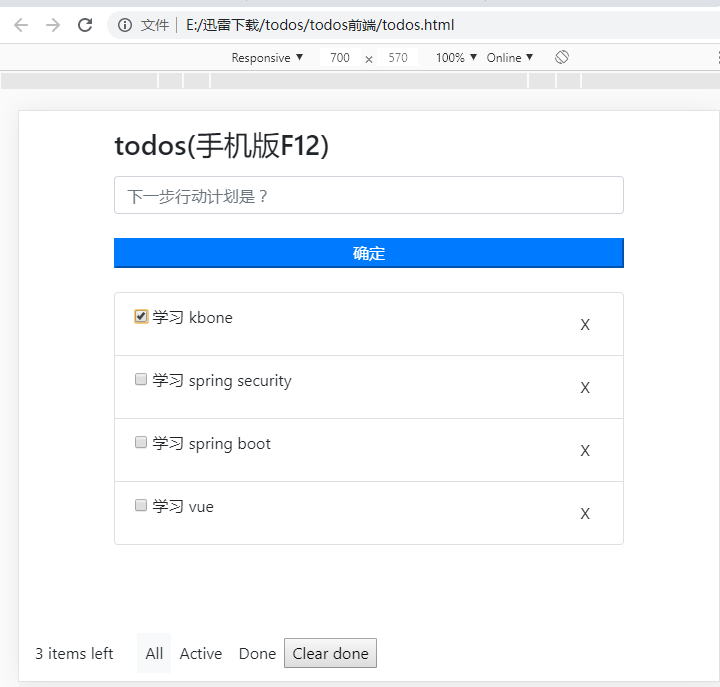 文件 E:/迅雷下载/todos/todos前端/todos.html
Responsive ▼ 700 × 570 100% ▼ Online ▼
todos(手机版F12)
下一步行动计划是？
确定
学习 kbone X
学习 spring security X
学习 spring boot X
学习 vue X
3 items left All Active Done Clear done